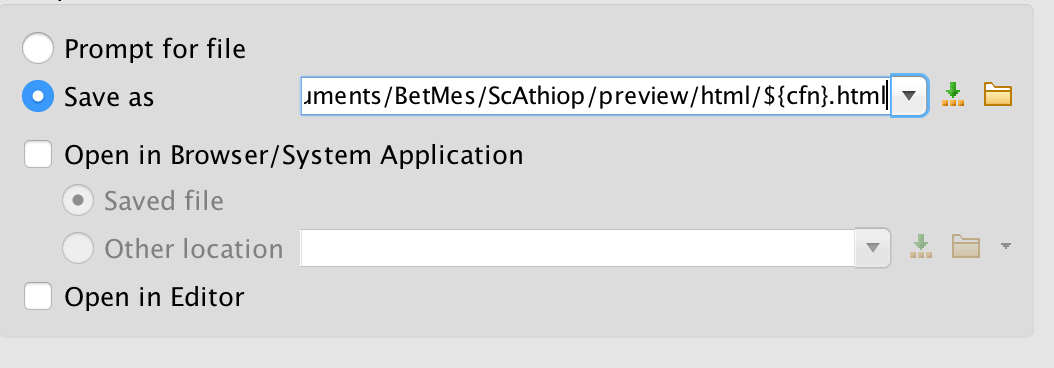 Prompt for file
Save as uments/BetMes/ScAthiop/preview/html/${cfn}.html
Open in Browser/System Application
Saved file
Other location
Open in Editor